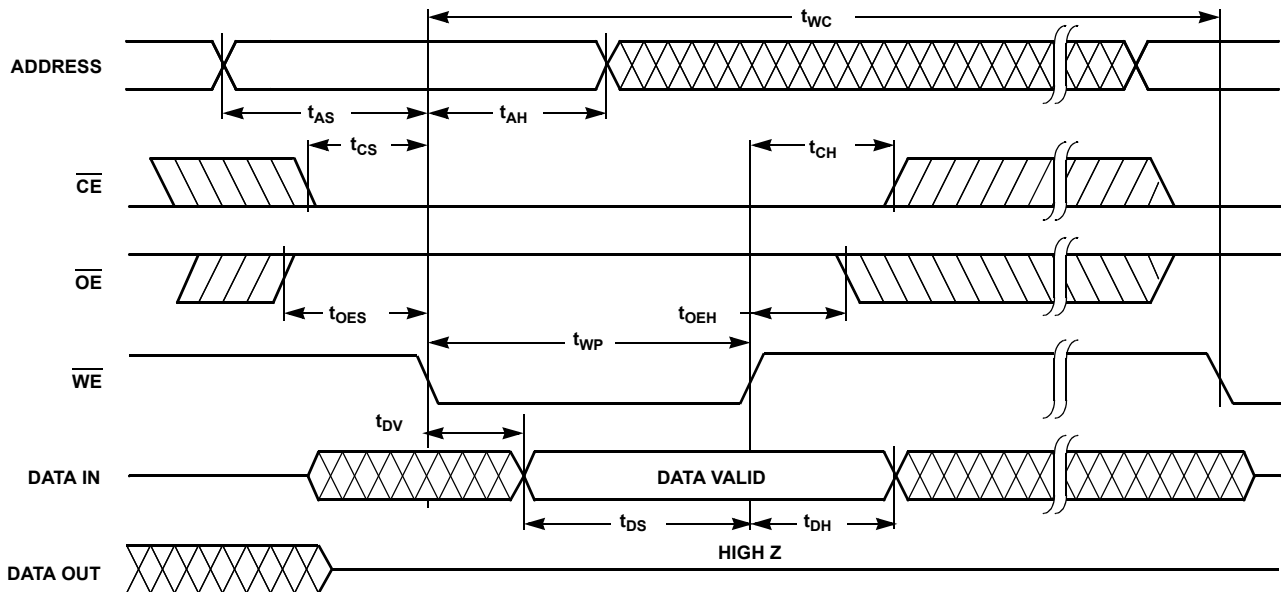 tWC
ADDRESS
tAS
tAH
tCS
tCH
CE
OE
tOES
tOEH
tWP
WE
tDV
DATA IN
DATA VALID
tDS
tDH
HIGH Z
DATA OUT